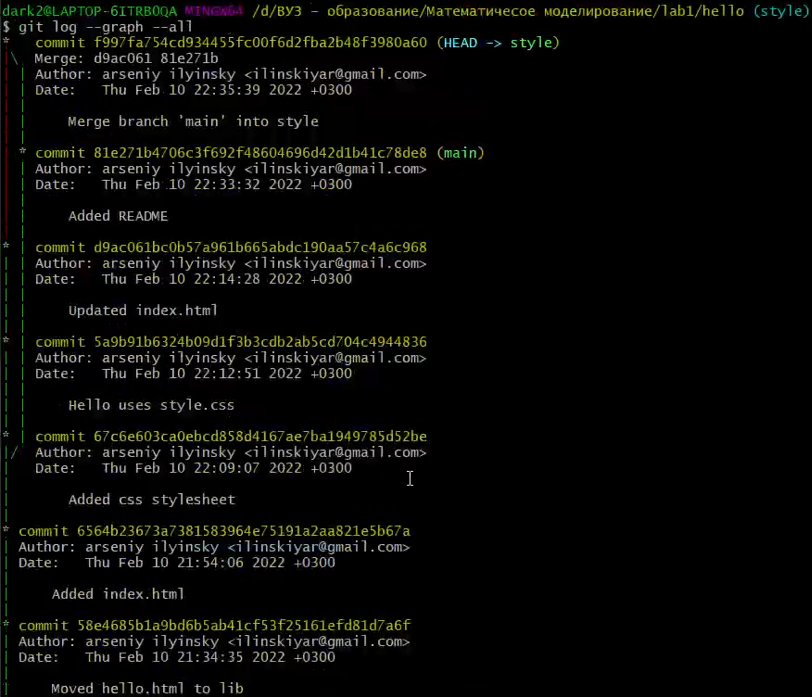 dark2@LAPTOP-6ITRBOQA MINGW64 /d/ВУЗ - образование/Математичесое моделирование/lab1/hello (style)
$ git log --graph --all
*   commit f997fa754cd934455fc00f6d2fba2b48f3980a60 (HEAD -> style)
|\  Merge: d9ac061 81e271b
| | Author: arseniy ilyinsky <ilinskiyar@gmail.com>
| | Date:   Thu Feb 10 22:35:39 2022 +0300
| |
| |     Merge branch 'main' into style
| |
| * commit 81e271b4706c3f692f48604696d42d1b41c78de8 (main)
| | Author: arseniy ilyinsky <ilinskiyar@gmail.com>
| | Date:   Thu Feb 10 22:33:32 2022 +0300
| |
| |     Added README
| |
* | commit d9ac061bc0b57a961b665abdc190aa57c4a6c968
| | Author: arseniy ilyinsky <ilinskiyar@gmail.com>
| | Date:   Thu Feb 10 22:14:28 2022 +0300
| |
| |     Updated index.html
| |
* | commit 5a9b91b6324b09d1f3b3cdb2ab5cd704c4944836
| | Author: arseniy ilyinsky <ilinskiyar@gmail.com>
| | Date:   Thu Feb 10 22:12:51 2022 +0300
| |
| |     Hello uses style.css
| |
* | commit 67c6e603ca0ebcd858d4167ae7ba1949785d52be
|/  Author: arseniy ilyinsky <ilinskiyar@gmail.com>
|   Date:   Thu Feb 10 22:09:07 2022 +0300
|
|       Added css stylesheet
|
* commit 6564b23673a7381583964e75191a2aa821e5b67a
| Author: arseniy ilyinsky <ilinskiyar@gmail.com>
| Date:   Thu Feb 10 21:54:06 2022 +0300
|
|     Added index.html
|
* commit 58e4685b1a9bd6b5ab41cf53f25161efd81d7a6f
| Author: arseniy ilyinsky <ilinskiyar@gmail.com>
| Date:   Thu Feb 10 21:34:35 2022 +0300
|
|     Moved hello.html to lib